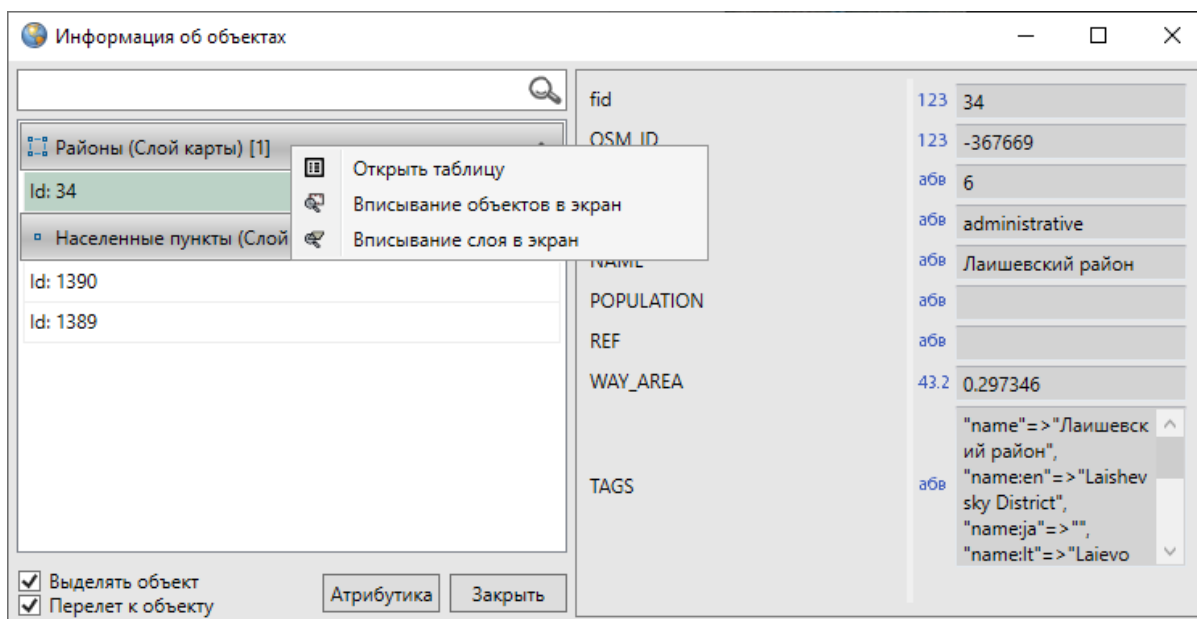 Информация об объектах
Районы (Слой карты) [1]
Id: 34
Населенные пункты (Слой
Id: 1390
Id: 1389
Открыть таблицу
Вписывание объектов в экран
Вписывание слоя в экран
Выделять объект
Перелет к объекту
Атрибутика
Закрыть
fid 123 34
OSM_ID 123 -367669
абв 6
абв administrative
NAME абв Лаишевский район
POPULATION абв
REF абв
WAY_AREA 43.2 0.297346
TAGS абв
"name"=>"Лаишевск
ий район",
"name:en"=>"Laishev
sky District",
"name:ja"=>"",
"name:lt"=>"Laievo